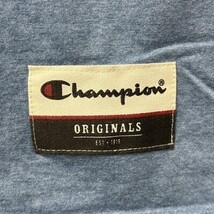 Champion®
ORIGINALS
EST • 1919